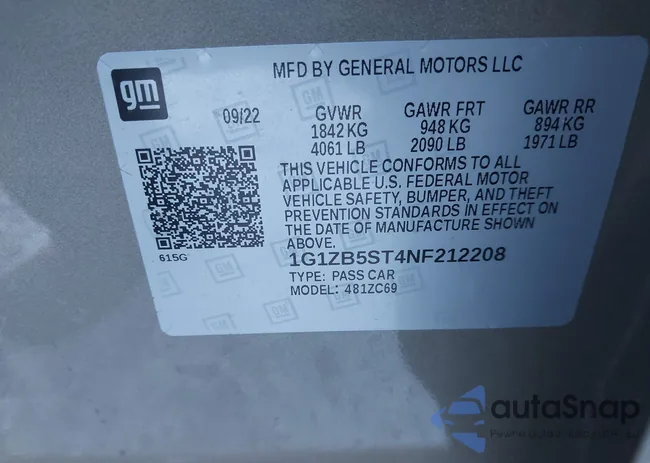 gm
MFD BY GENERAL MOTORS LLC
09/22 GVWR GAWR FRT GAWR RR
1842 KG 948 KG 894 KG
4061 LB 2090 LB 1971 LB
THIS VEHICLE CONFORMS TO ALL
APPLICABLE U.S. FEDERAL MOTOR
VEHICLE SAFETY, BUMPER, AND THEFT
PREVENTION STANDARDS IN EFFECT ON
THE DATE OF MANUFACTURE SHOWN
ABOVE.
615G
1G1ZB5ST4NF212208
TYPE: PASS CAR
MODEL: 481ZC69
autaSnap